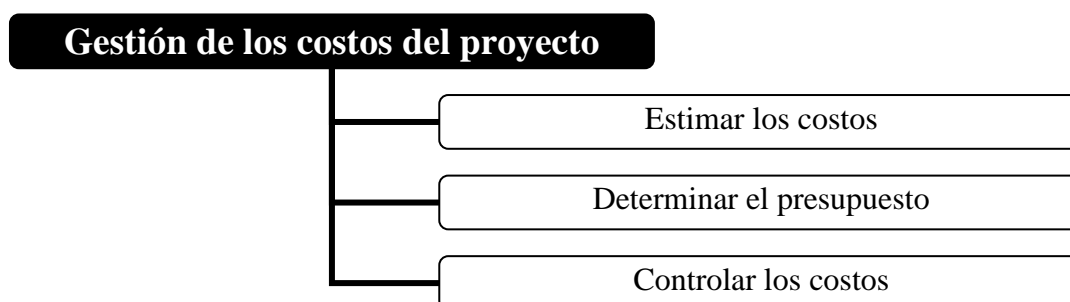 Gestión de los costos del proyecto
Estimar los costos
Determinar el presupuesto
Controlar los costos